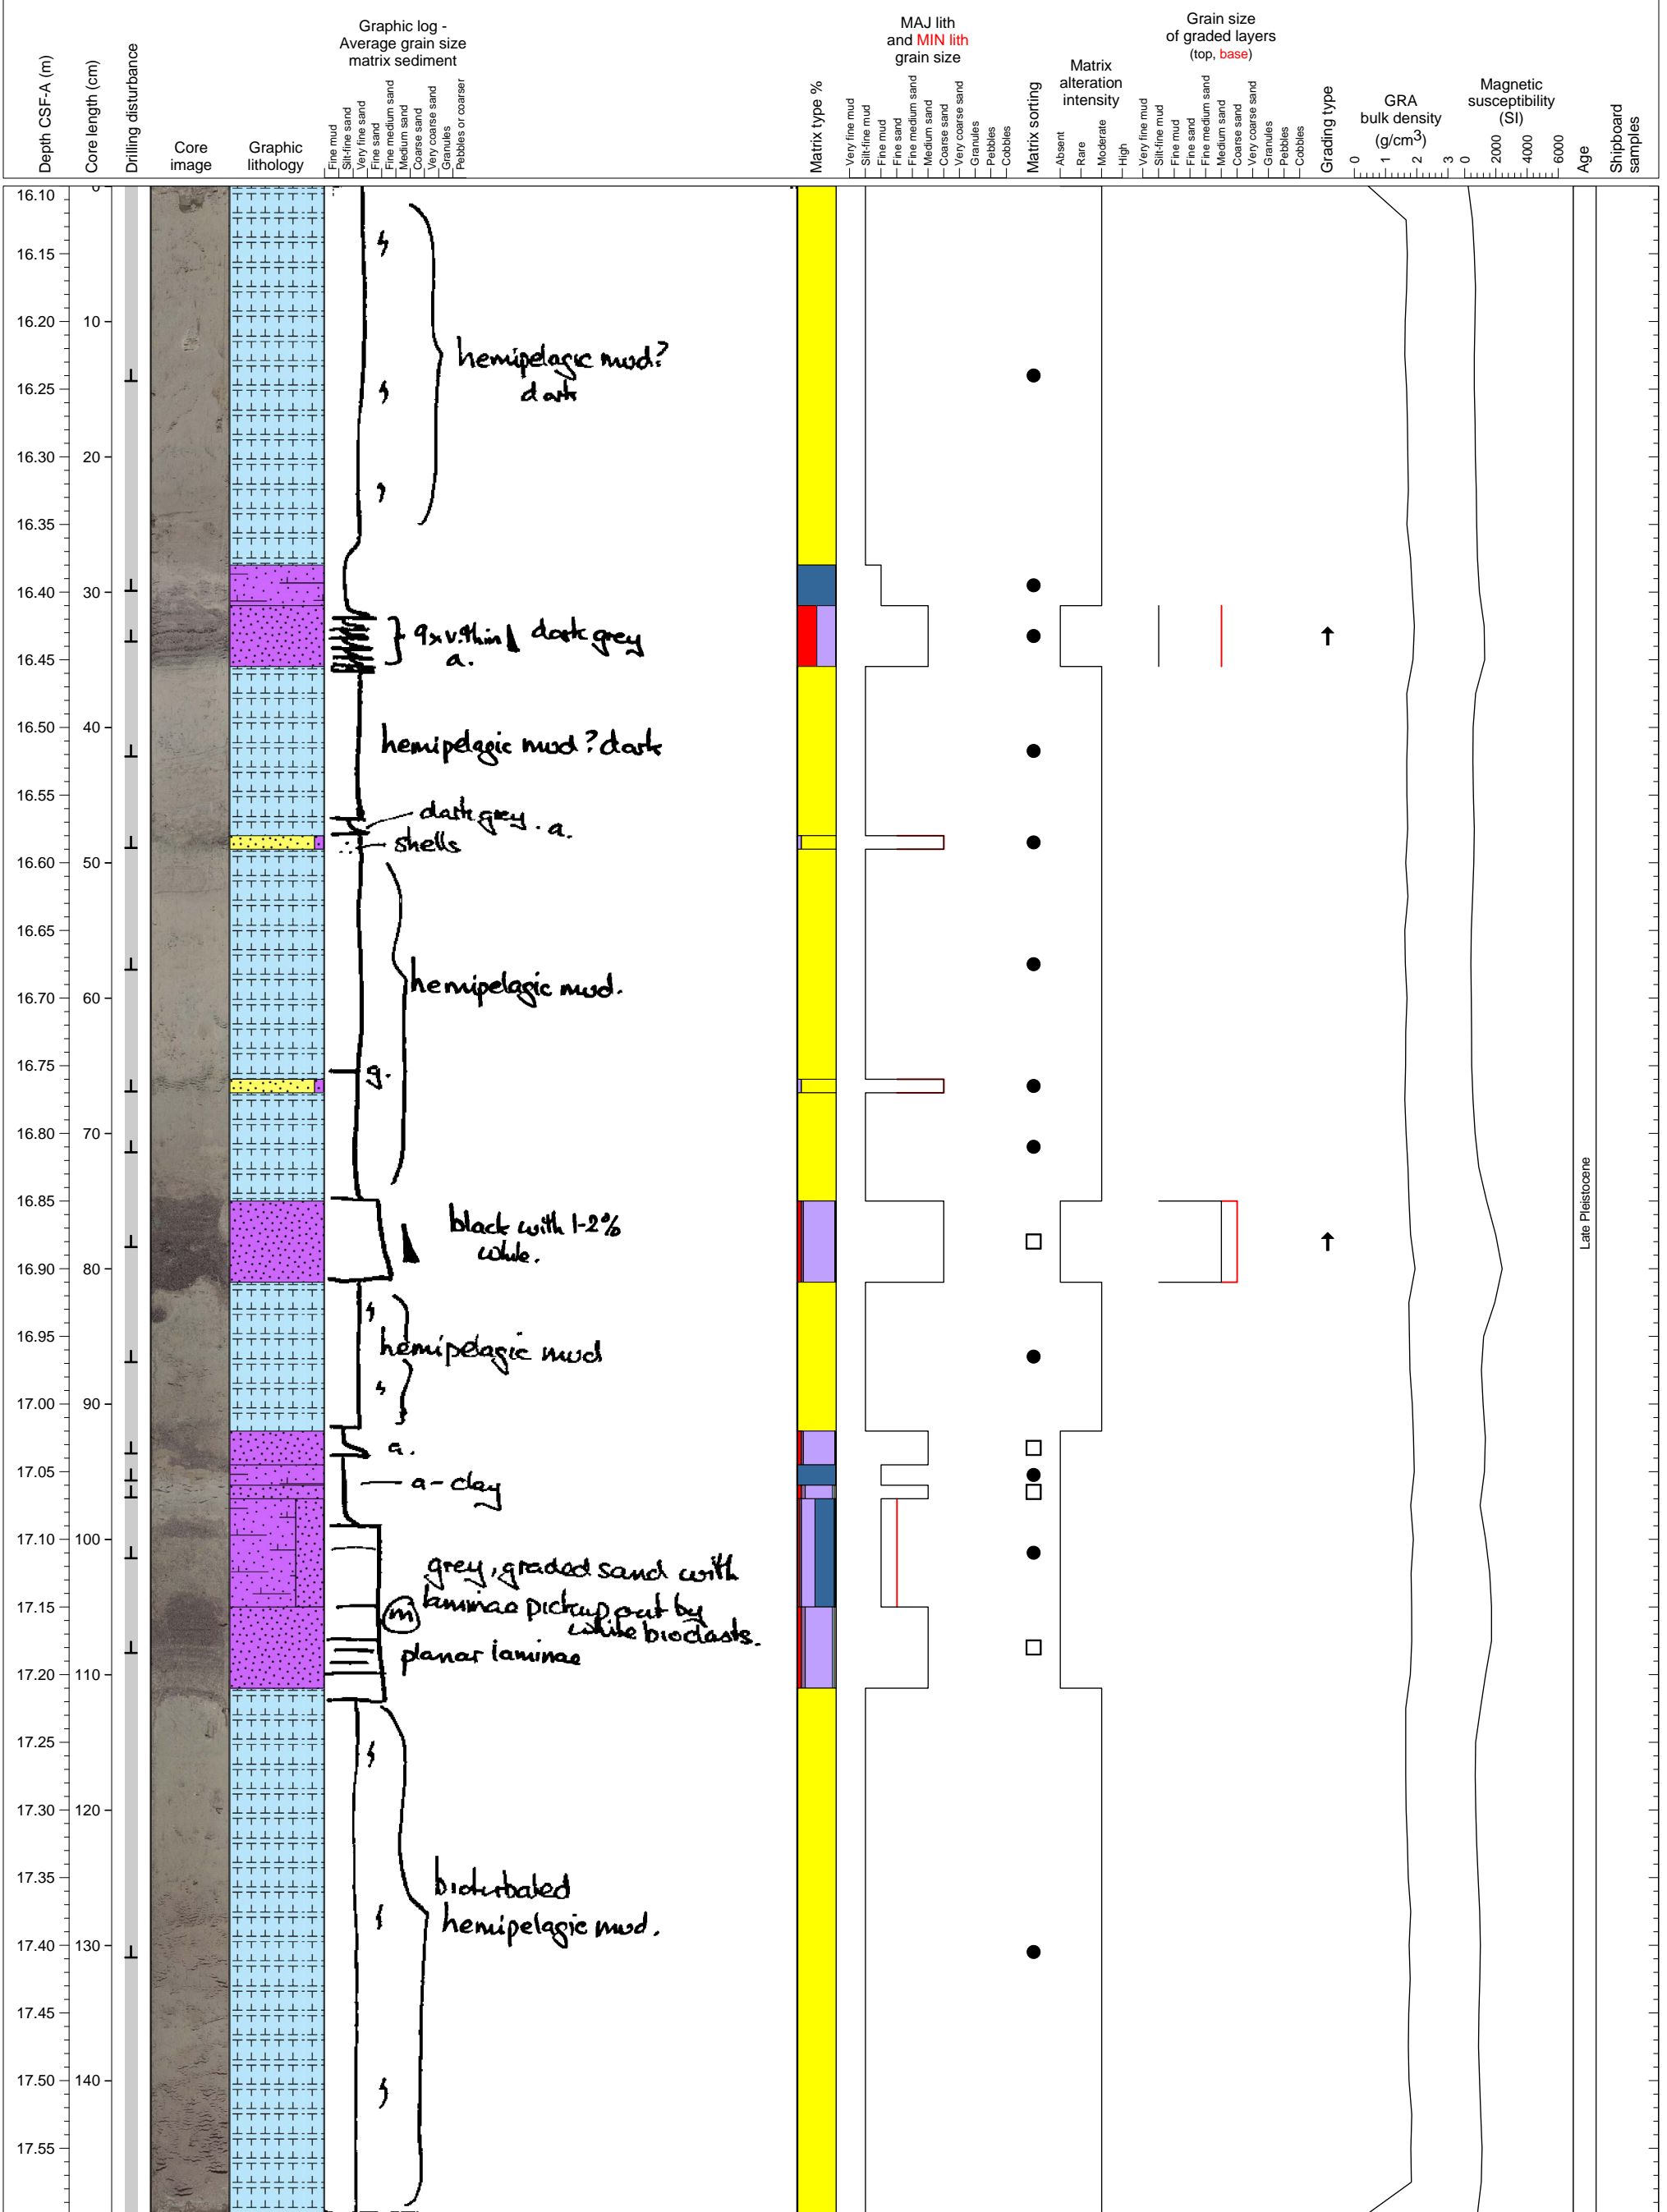 Depth CSF-A (m)
Core length (cm)
Drilling disturbance
Core
image
Graphic
lithology
Graphic log -
Average grain size
matrix sediment
Fine mud
Silt-fine sand
Very fine sand
Fine sand
Fine medium sand
Medium sand
Coarse sand
Very coarse sand
Granules
Pebbles or coarser
Matrix type %
MAJ lith
and MIN lith
grain size
Very fine mud
Silt-fine mud
Fine mud
Fine sand
Fine medium sand
Medium sand
Coarse sand
Very coarse sand
Granules
Pebbles
Cobbles
Matrix sorting
Matrix
alteration
intensity
Absent
Rare
Moderate
High
Grain size
of graded layers
(top, base)
Very fine mud
Silt-fine mud
Fine mud
Fine sand
Fine medium sand
Medium sand
Coarse sand
Very coarse sand
Granules
Pebbles
Cobbles
Grading type
GRA
bulk density
(g/cm3)
0 1 2 3
Magnetic
susceptibility
(SI)
0 2000 4000 6000
Age
Shipboard
samples
16.10
16.15
16.20
16.25
16.30
16.35
16.40
16.45
16.50
16.55
16.60
16.65
16.70
16.75
16.80
16.85
16.90
16.95
17.00
17.05
17.10
17.15
17.20
17.25
17.30
17.35
17.40
17.45
17.50
17.55
0
10
20
30
40
50
60
70
80
90
100
110
120
130
140
hemipelagic mud?
dark
9x v. thin dark grey
a.
hemipelagic mud? dark
dark grey. a.
shells
hemipelagic mud.
g.
black with 1-2%
white.
hemipelagic mud
a.
a-clay
grey, graded sand with
laminae pickup out by
white bioclasts.
m
planar laminae
bioturbated
hemipelagic mud.
Late Pleistocene